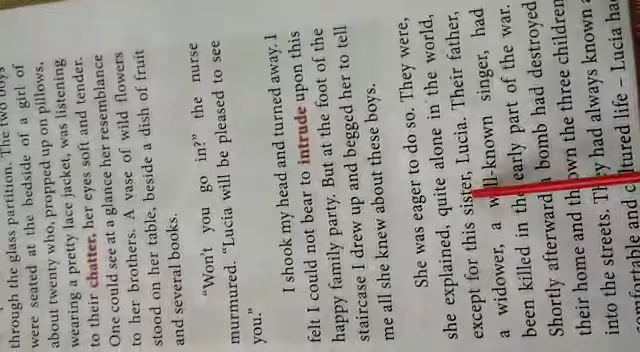 through the glass partition. The two boys
were seated at the bedside of a girl of
about twenty who, propped up on pillows,
wearing a pretty lace jacket, was listening
to their chatter, her eyes soft and tender.
One could see at a glance her resemblance
to her brothers. A vase of wild flowers
stood on her table, beside a dish of fruit
and several books.
"Won't you go in?" the nurse
murmured. "Lucia will be pleased to see
you."
I shook my head and turned away. I
felt I could not bear to intrude upon this
happy family party. But at the foot of the
staircase I drew up and begged her to tell
me all she knew about these boys.
She was eager to do so. They were,
she explained, quite alone in the world,
except for this sister, Lucia. Their father,
a widower, a well-known singer, had
been killed in the early part of the war.
Shortly afterward a bomb had destroyed
their home and thrown the three children
into the streets. They had always known a
comfortable and cultured life – Lucia had